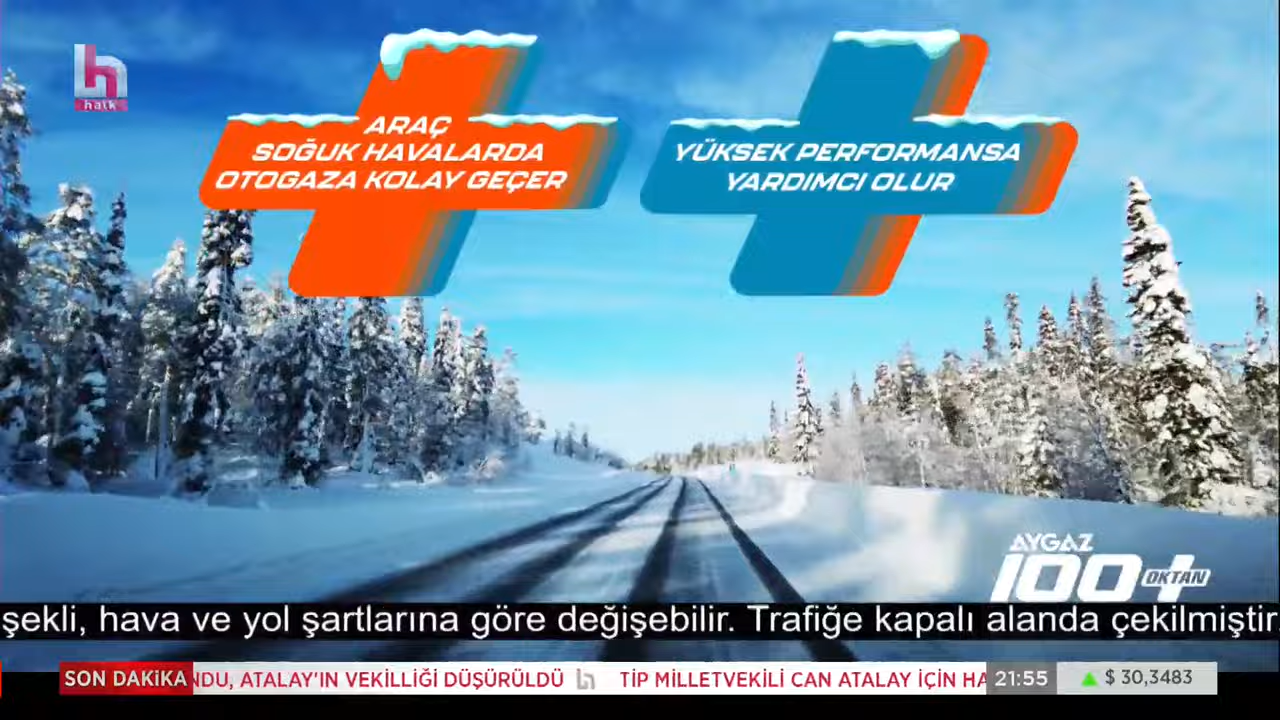 halk
ARAÇ
SOĞUK HAVALARDA
OTOGAZA KOLAY GEÇER
YÜKSEK PERFORMANSA
YARDIMCI OLUR
AYGAZ
100+
OKTAN
şekli, hava ve yol şartlarına göre değişebilir. Trafiğe kapalı alanda çekilmiştir
SON DAKİKA NDU, ATALAY'IN VEKİLLİĞİ DÜŞÜRÜLDÜ h TİP MİLLETVEKİLİ CAN ATALAY İÇİN HA 21:55 $ 30,3483